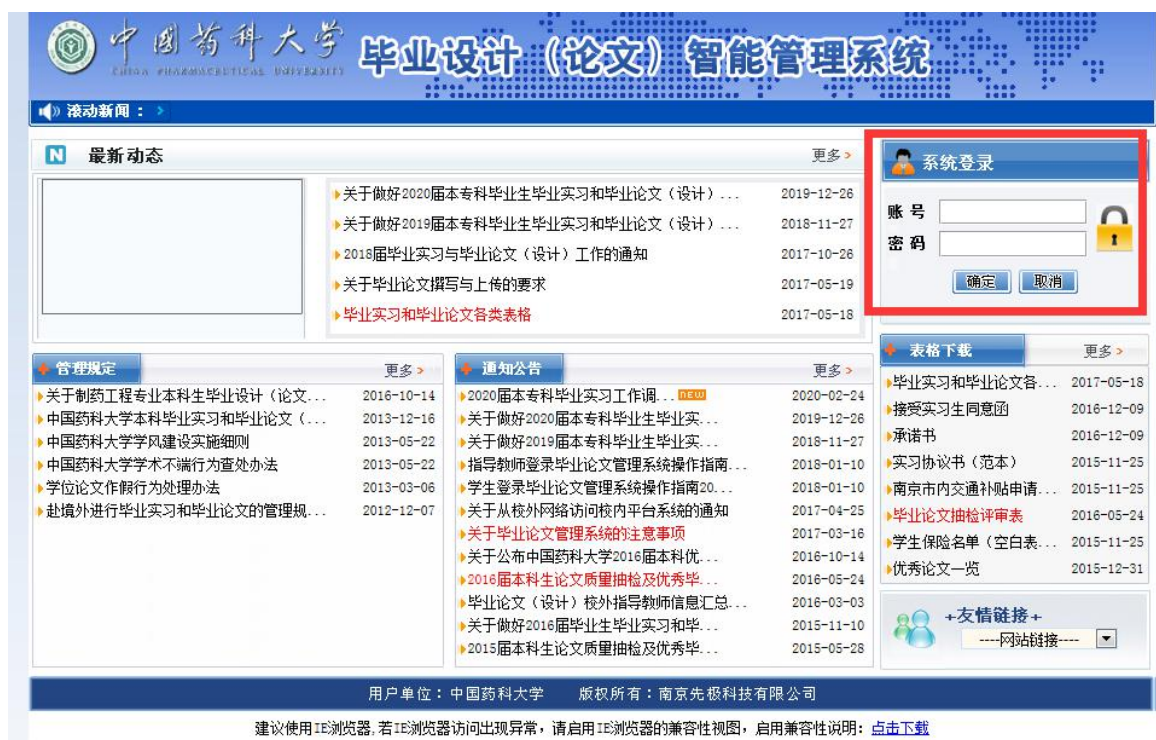 中国药科大学
CHINA PHARMACEUTICAL UNIVERSITY
毕业设计（论文）智能管理系统
滚动新闻：
最新动态 更多>
关于做好2020届本专科毕业生毕业实习和毕业论文（设计）... 2019-12-26
关于做好2019届本专科毕业生毕业实习和毕业论文（设计）... 2018-11-27
2018届毕业实习与毕业论文（设计）工作的通知 2017-10-26
关于毕业论文撰写与上传的要求 2017-05-19
毕业实习和毕业论文各类表格 2017-05-18
系统登录
账 号
密 码
确定 取消
管理规定 更多>
关于制药工程专业本科生毕业设计（论文... 2016-10-14
中国药科大学本科毕业实习和毕业论文（... 2013-12-16
中国药科大学学风建设实施细则 2013-05-22
中国药科大学学术不端行为查处办法 2013-05-22
学位论文作假行为处理办法 2013-03-06
赴境外进行毕业实习和毕业论文的管理规... 2012-12-07
通知公告 更多>
2020届本专科毕业实习工作调... NEW 2020-02-24
关于做好2020届本专科毕业生毕业实... 2019-12-26
关于做好2019届本专科毕业生毕业实... 2018-11-27
指导教师登录毕业论文管理系统操作指南... 2018-01-10
学生登录毕业论文管理系统操作指南20... 2018-01-10
关于从校外网络访问校内平台系统的通知 2017-04-25
关于毕业论文管理系统的注意事项 2017-03-16
关于公布中国药科大学2016届本科优... 2016-10-14
2016届本科生论文质量抽检及优秀毕... 2016-05-24
毕业论文（设计）校外指导教师信息汇总... 2016-03-03
关于做好2016届毕业生毕业实习和毕... 2015-11-10
2015届本科生论文质量抽检及优秀毕... 2015-05-28
表格下载 更多>
毕业实习和毕业论文各... 2017-05-18
接受实习生同意函 2016-12-09
承诺书 2016-12-09
实习协议书（范本） 2015-11-25
南京市内交通补贴申请... 2015-11-25
毕业论文抽检评审表 2016-05-24
学生保险名单（空白表... 2015-11-25
优秀论文一览 2015-12-31
+友情链接+
----网站链接----
用户单位：中国药科大学 版权所有：南京先极科技有限公司
建议使用IE浏览器,若IE浏览器访问出现异常，请启用IE浏览器的兼容性视图，启用兼容性说明：点击下载